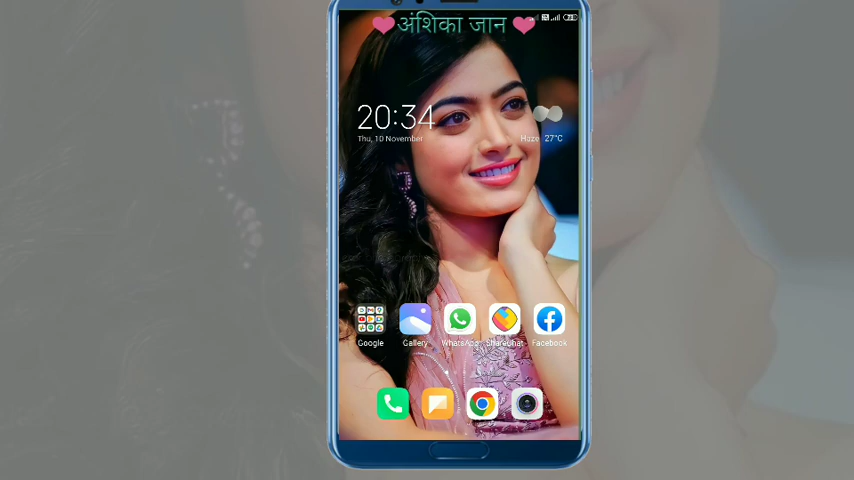 ❤अंशिका जान❤
20:34
Thu, 10 November
Haze 27°C
Google Gallery WhatsApp ShareChat Facebook